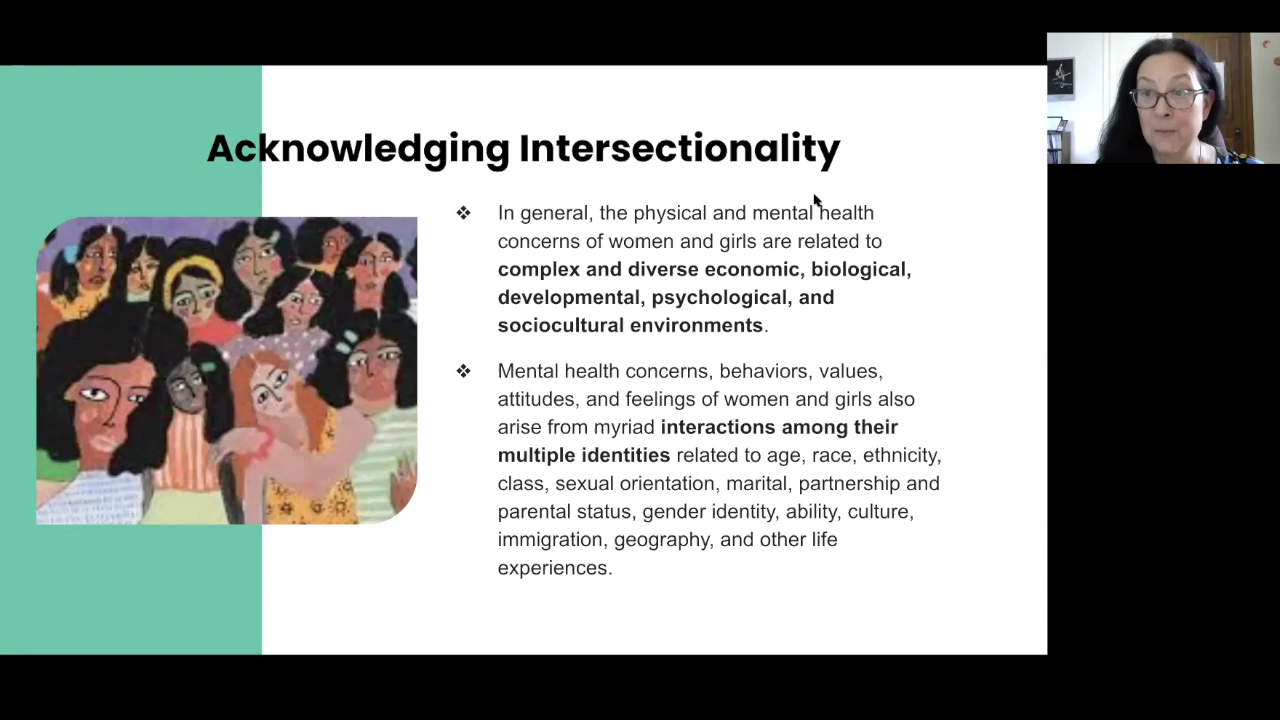 Acknowledging Intersectionality
❖ In general, the physical and mental health
concerns of women and girls are related to
complex and diverse economic, biological,
developmental, psychological, and
sociocultural environments.
❖ Mental health concerns, behaviors, values,
attitudes, and feelings of women and girls also
arise from myriad interactions among their
multiple identities related to age, race, ethnicity,
class, sexual orientation, marital, partnership and
parental status, gender identity, ability, culture,
immigration, geography, and other life
experiences.